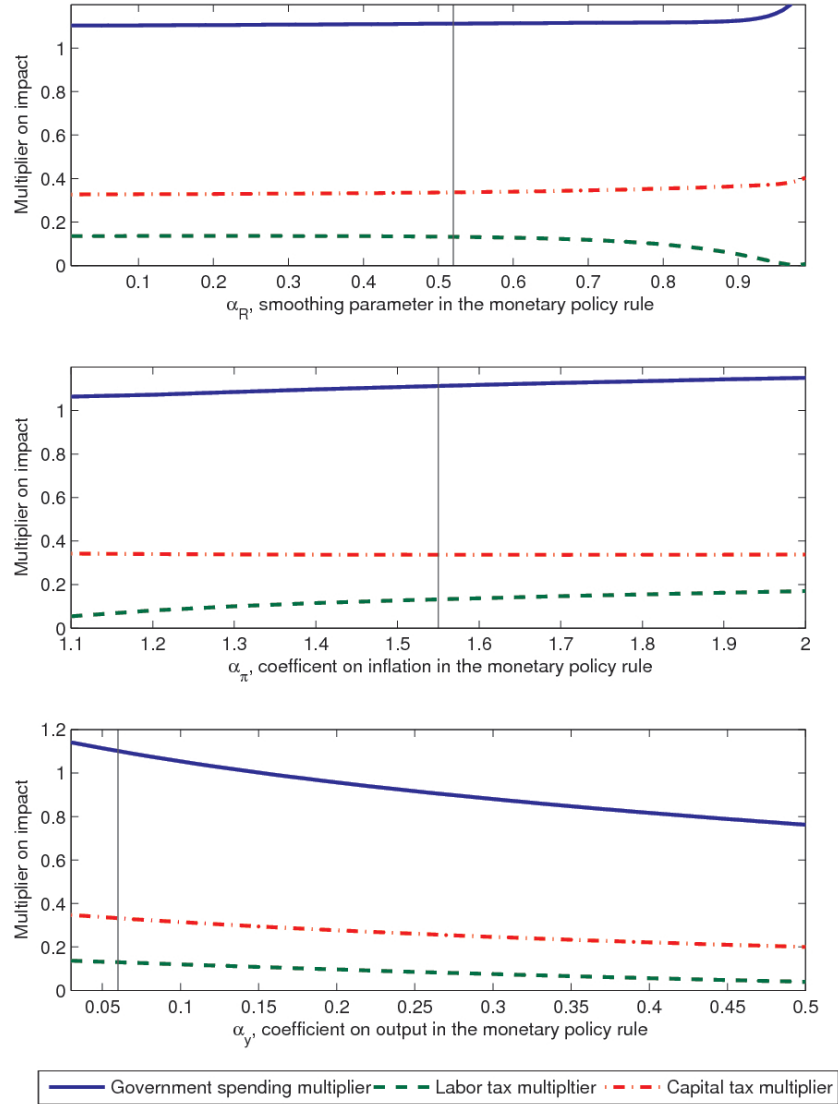 1
0.8
0.6
0.4
0.2
0
Multiplier on impact
0.1 0.2 0.3 0.4 0.5 0.6 0.7 0.8 0.9
αR, smoothing parameter in the monetary policy rule
1
0.8
0.6
0.4
0.2
0
Multiplier on impact
1.1 1.2 1.3 1.4 1.5 1.6 1.7 1.8 1.9 2
απ, coefficent on inflation in the monetary policy rule
1.2
1
0.8
0.6
0.4
0.2
0
Multiplier on impact
0.05 0.1 0.15 0.2 0.25 0.3 0.35 0.4 0.45 0.5
αy, coefficient on output in the monetary policy rule
Government spending multiplier Labor tax multipltier Capital tax multiplier